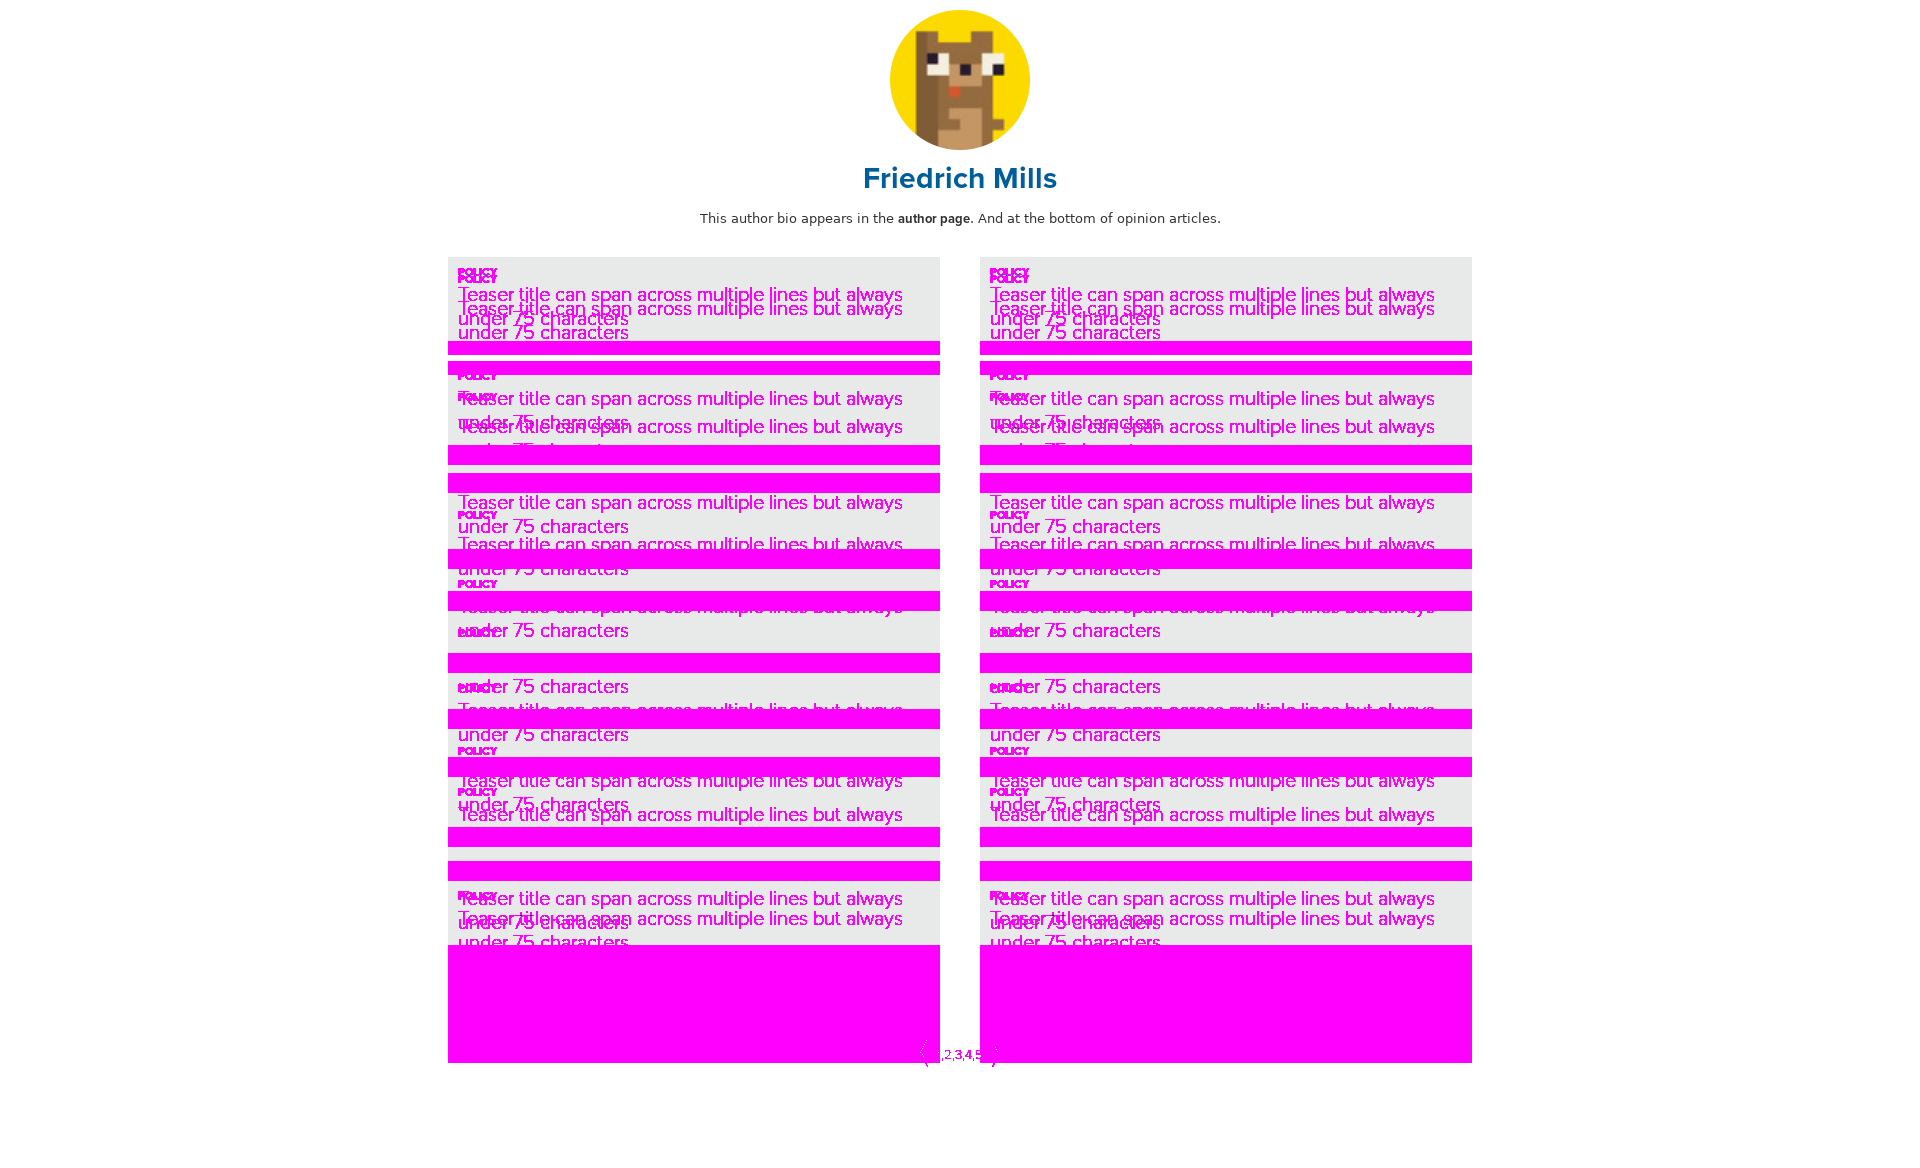 Friedrich Mills
This author bio appears in the author page. And at the bottom of opinion articles.
POLICY
POLICY
Teaser title can span across multiple lines but always
Teaser title can span across multiple lines but always
under 75 characters
under 75 characters
POLICY
POLICY
Teaser title can span across multiple lines but always
Teaser title can span across multiple lines but always
under 75 characters
under 75 characters
POLICY
Teaser title can span across multiple lines but always
POLICY
under 75 characters
Teaser title can span across multiple lines but always
POLICY
Teaser title can span across multiple lines but always
POLICY
under 75 characters
Teaser title can span across multiple lines but always
Teaser title can span across multiple lines but always
POLICY
under 75 characters
Teaser title can span across multiple lines but always
under 75 characters
POLICY
Teaser title can span across multiple lines but always
under 75 characters
POLICY
Teaser title can span across multiple lines but always
POLICY
under 75 characters
Teaser title can span across multiple lines but always
under 75 characters
POLICY
Teaser title can span across multiple lines but always
under 75 characters
POLICY
under 75 characters
POLICY
under 75 characters
POLICY
under 75 characters
Teaser title can span across multiple lines but always
under 75 characters
POLICY
POLICY
under 75 characters
Teaser title can span across multiple lines but always
under 75 characters
POLICY
Teaser title can span across multiple lines but always
POLICY
under 75 characters
Teaser title can span across multiple lines but always
Teaser title can span across multiple lines but always
POLICY
under 75 characters
Teaser title can span across multiple lines but always
POLICY
Teaser title can span across multiple lines but always
Teaser title can span across multiple lines but always
under 75 characters
under 75 characters
POLICY
Teaser title can span across multiple lines but always
Teaser title can span across multiple lines but always
under 75 characters
under 75 characters
,2,3,4,5